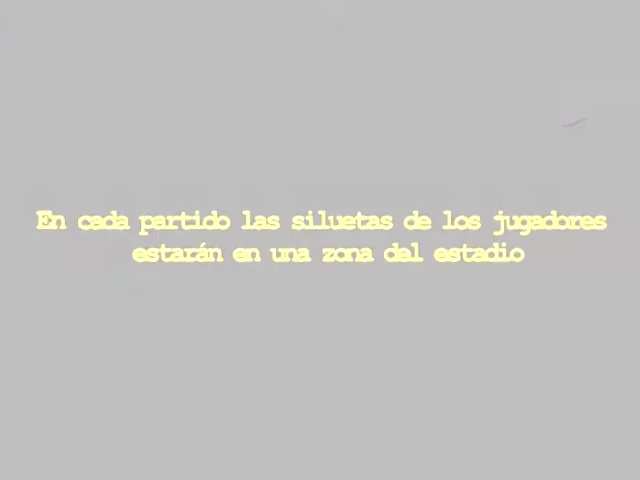 En cada partido las siluetas de los jugadores
estarán en una zona del estadio